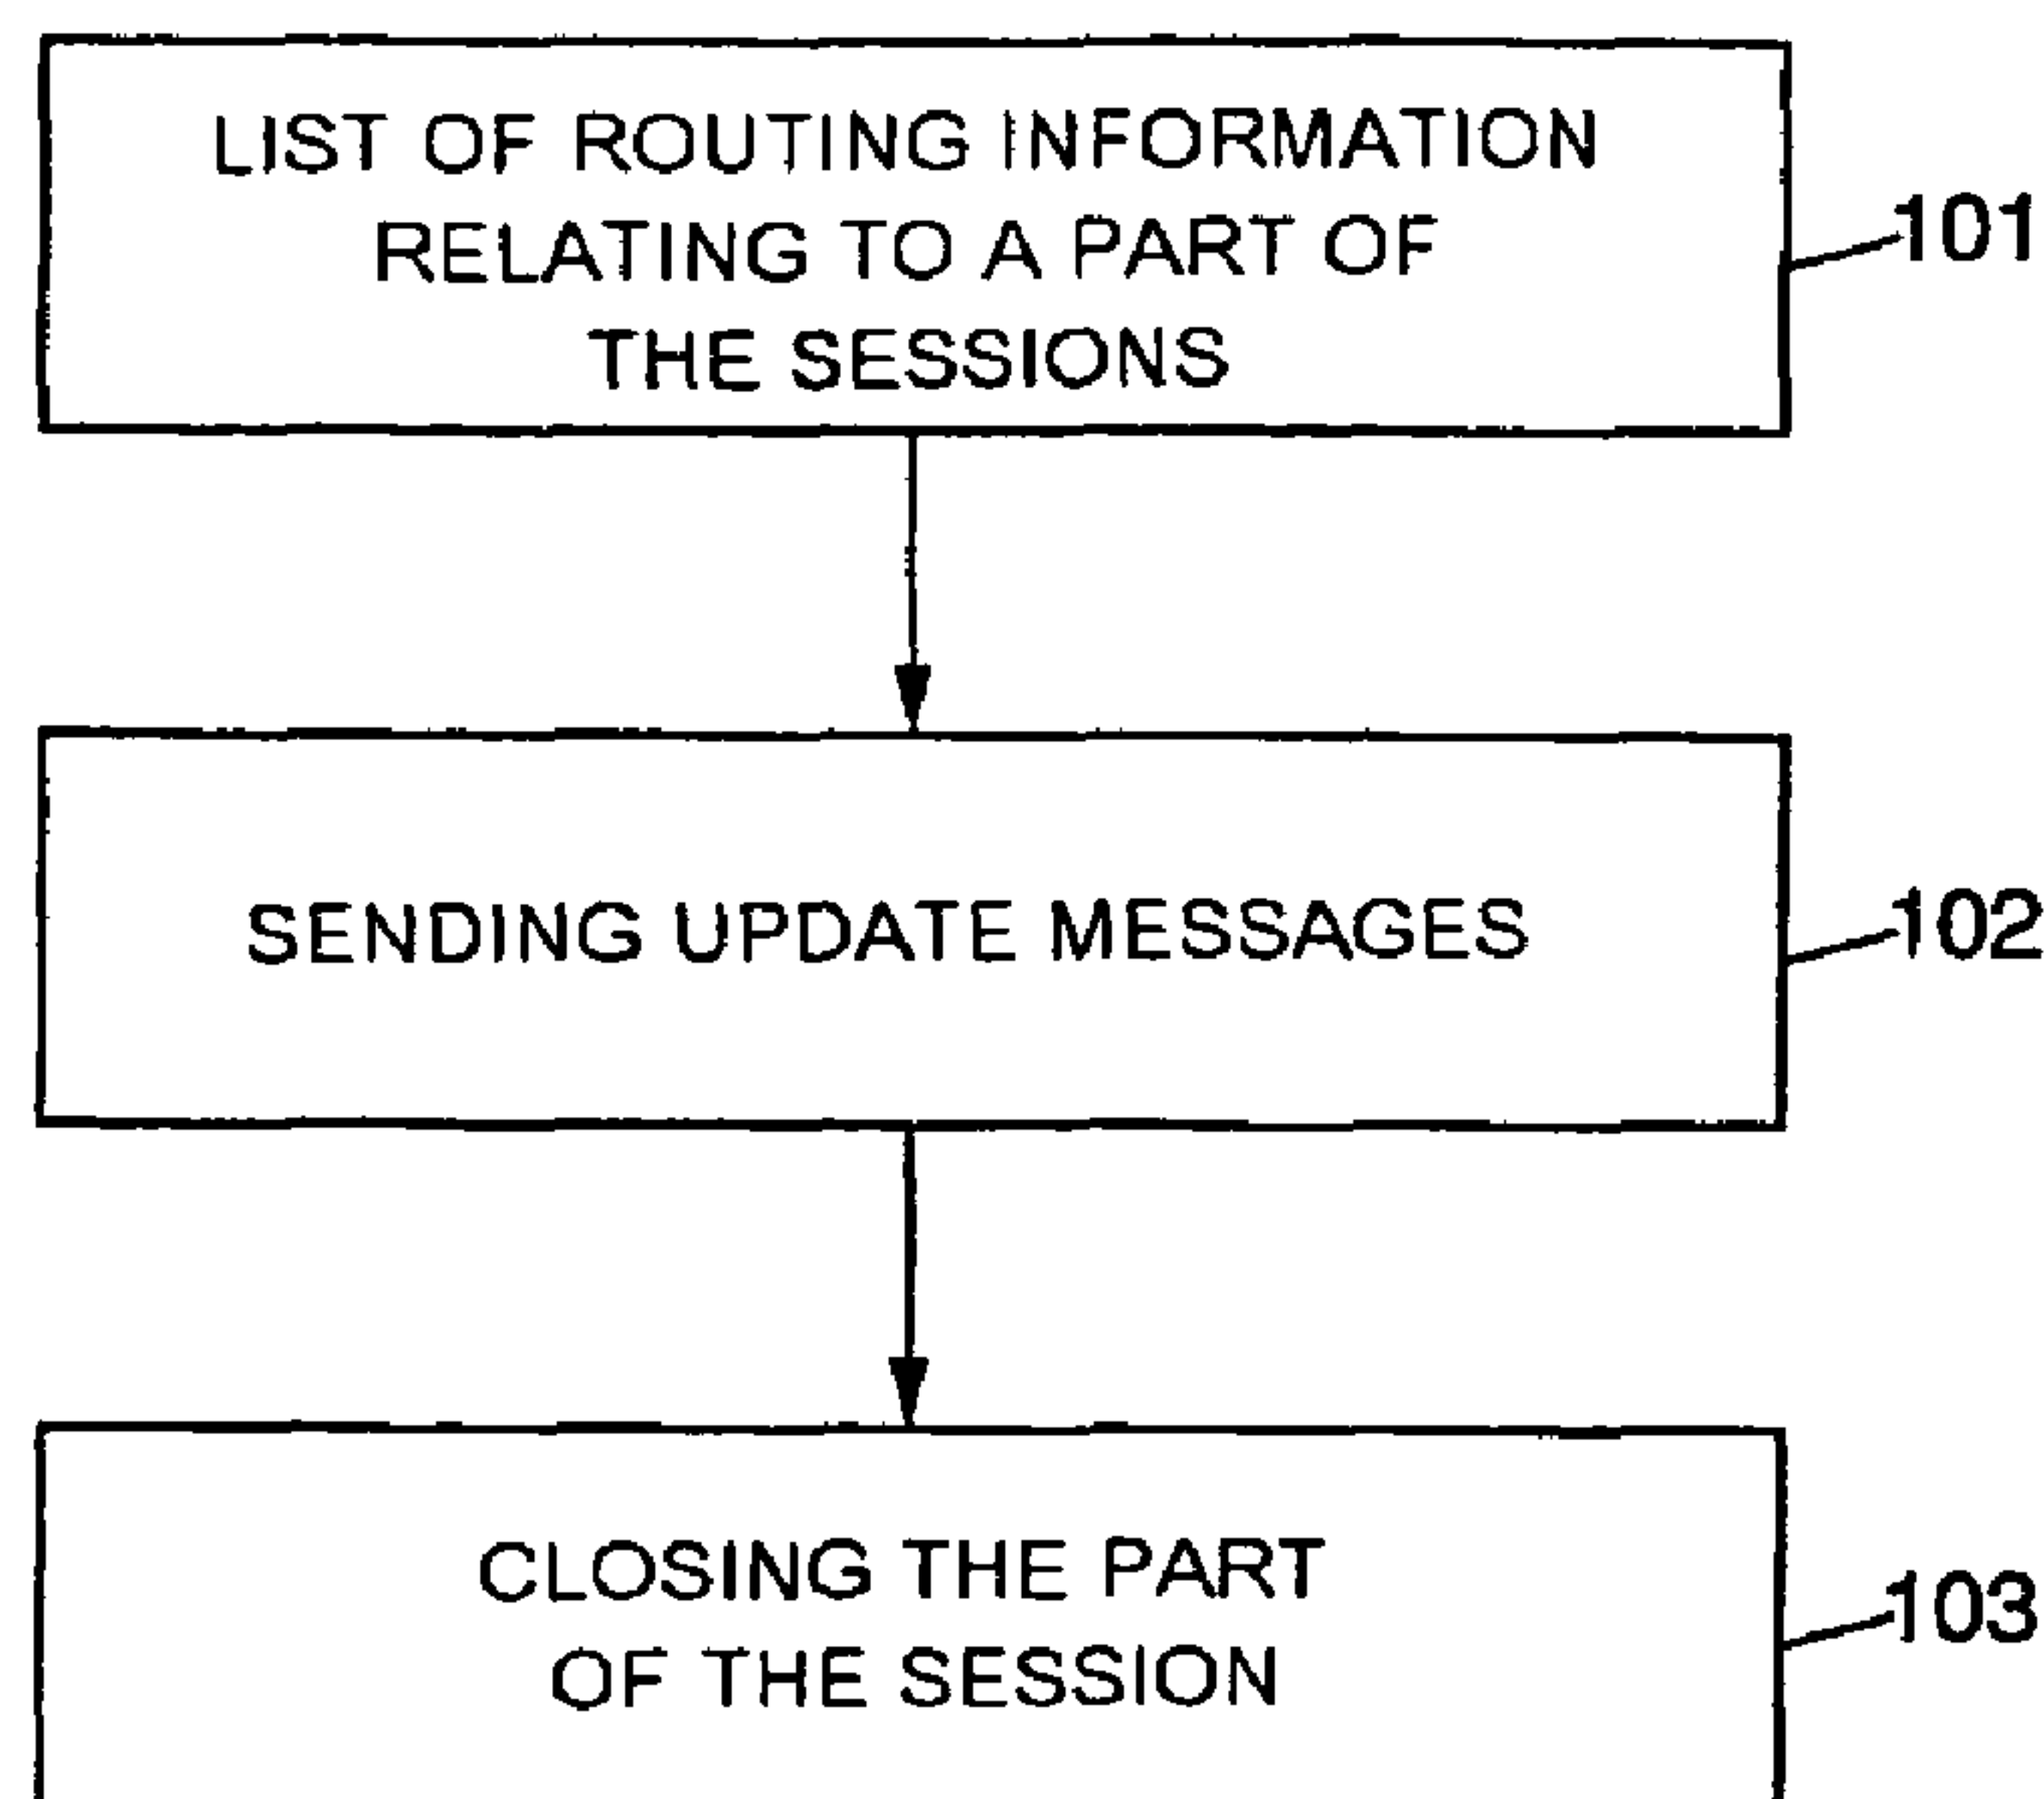 LIST OF ROUTING INFORMATION
RELATING TO A PART OF
THE SESSIONS
101
SENDING UPDATE MESSAGES
102
CLOSING THE PART
OF THE SESSION
103